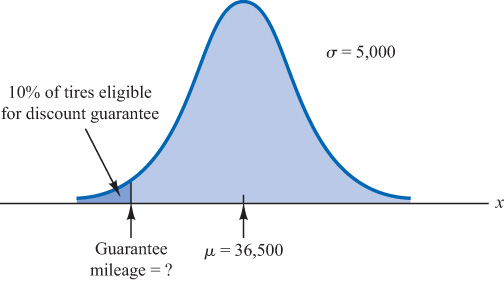 σ = 5,000
10% of tires eligible
for discount guarantee
x
Guarantee
mileage = ?
μ = 36,500